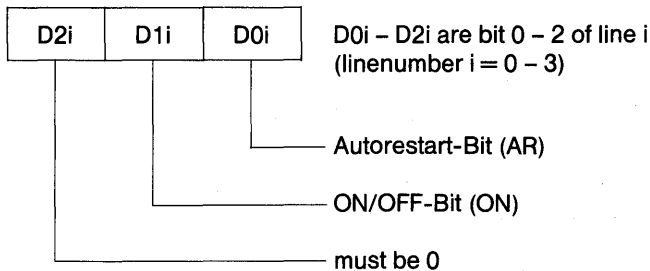 D2i D1i D0i D0i – D2i are bit 0 – 2 of line i
(linenumber i = 0 – 3)
Autorestart-Bit (AR)
ON/OFF-Bit (ON)
must be 0